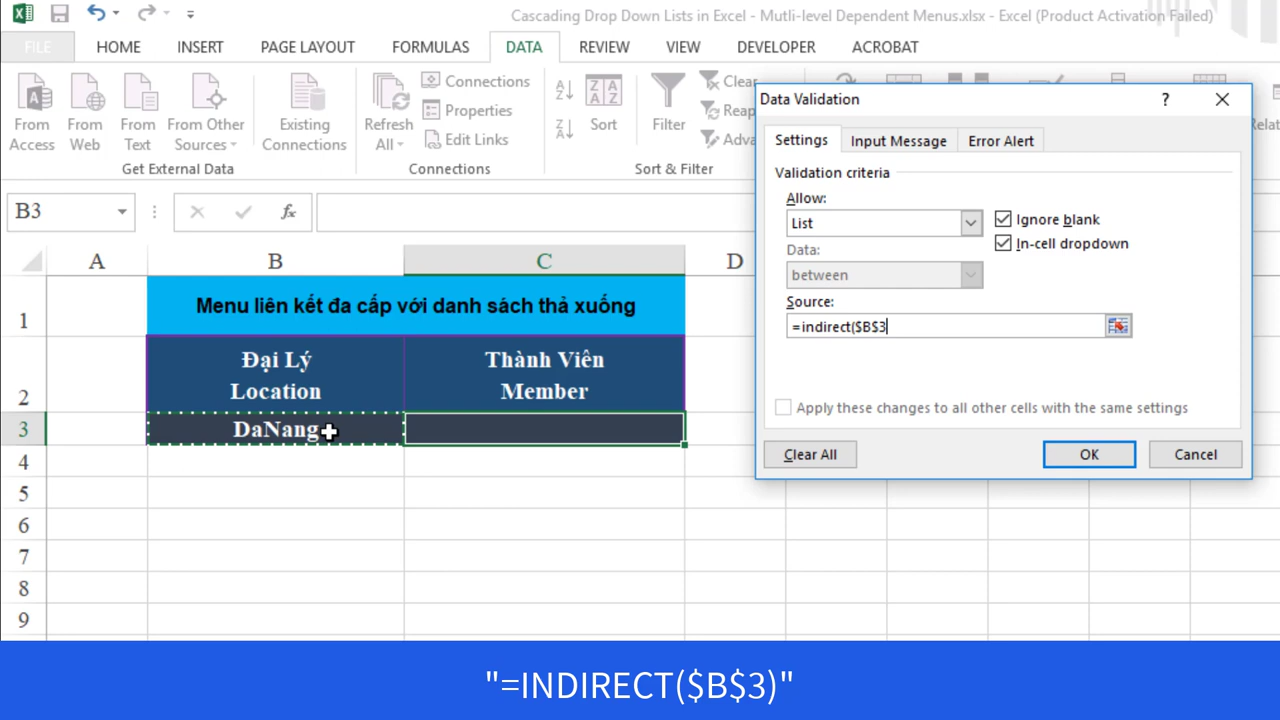 Cascading Drop Down Lists in Excel - Mutli-level Dependent Menus.xlsx - Excel (Product Activation Failed)
FILE HOME INSERT PAGE LAYOUT FORMULAS DATA REVIEW VIEW DEVELOPER ACROBAT
From Access
From Web
From Text
From Other Sources
Existing Connections
Get External Data
Refresh All
Connections
Properties
Edit Links
Connections
Sort
Filter
Clear
Sort & Filter
Data Validation
Settings Input Message Error Alert
Validation criteria
Allow:
List
Ignore blank
Data:
In-cell dropdown
between
Source:
=indirect($B$3
Apply these changes to all other cells with the same settings
Clear All OK Cancel
B3
A B C D
1 Menu liên kết đa cấp với danh sách thả xuống
2 Đại Lý Thành Viên
Location Member
3 DaNang
4
5
6
7
8
9
"=INDIRECT($B$3)"